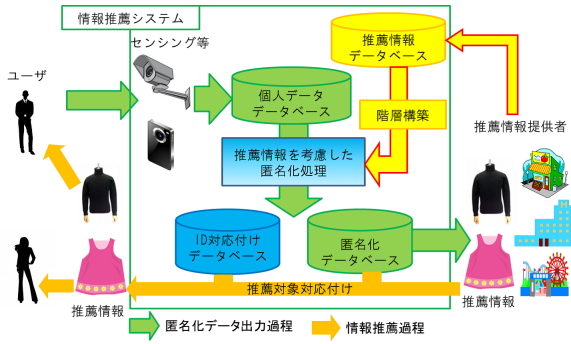 情報推薦システム
センシング等
ユーザ
推薦情報
データベース
個人データ
データベース
階層構築
推薦情報提供者
推薦情報を考慮した
匿名化処理
ID対応付け
データベース
匿名化
データベース
推薦対象対応付け
推薦情報
推薦情報
匿名化データ出力過程
情報推薦過程